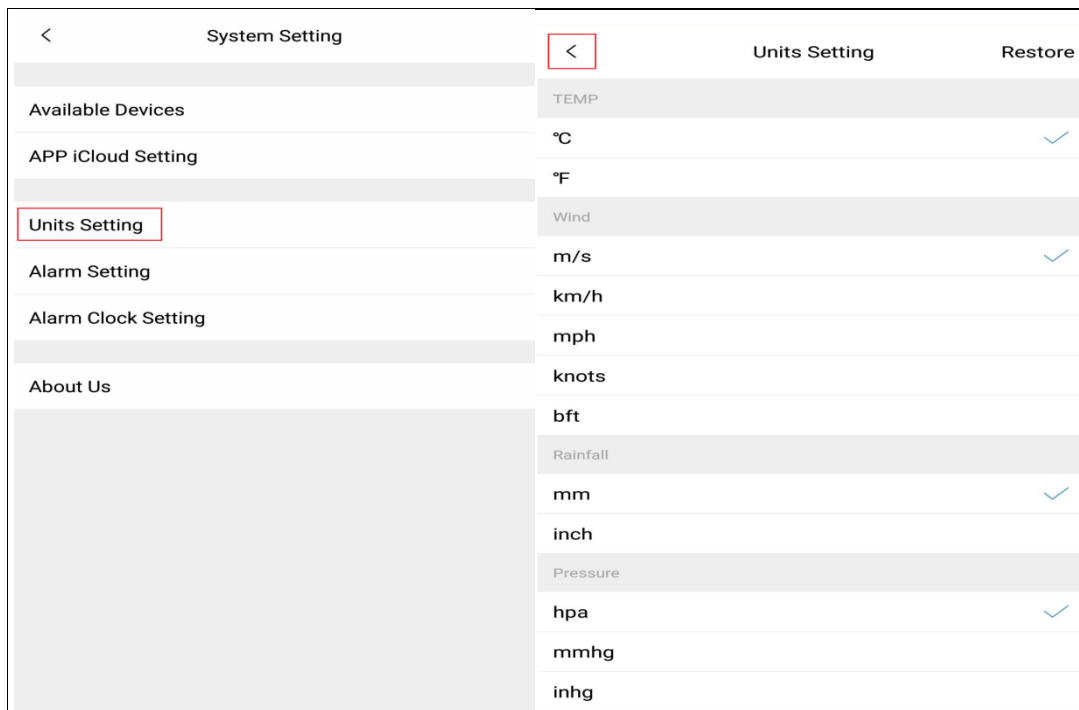 System Setting
Available Devices
APP iCloud Setting
Units Setting
Alarm Setting
Alarm Clock Setting
About Us
Units Setting Restore
TEMP
℃
℉
Wind
m/s
km/h
mph
knots
bft
Rainfall
mm
inch
Pressure
hpa
mmhg
inhg